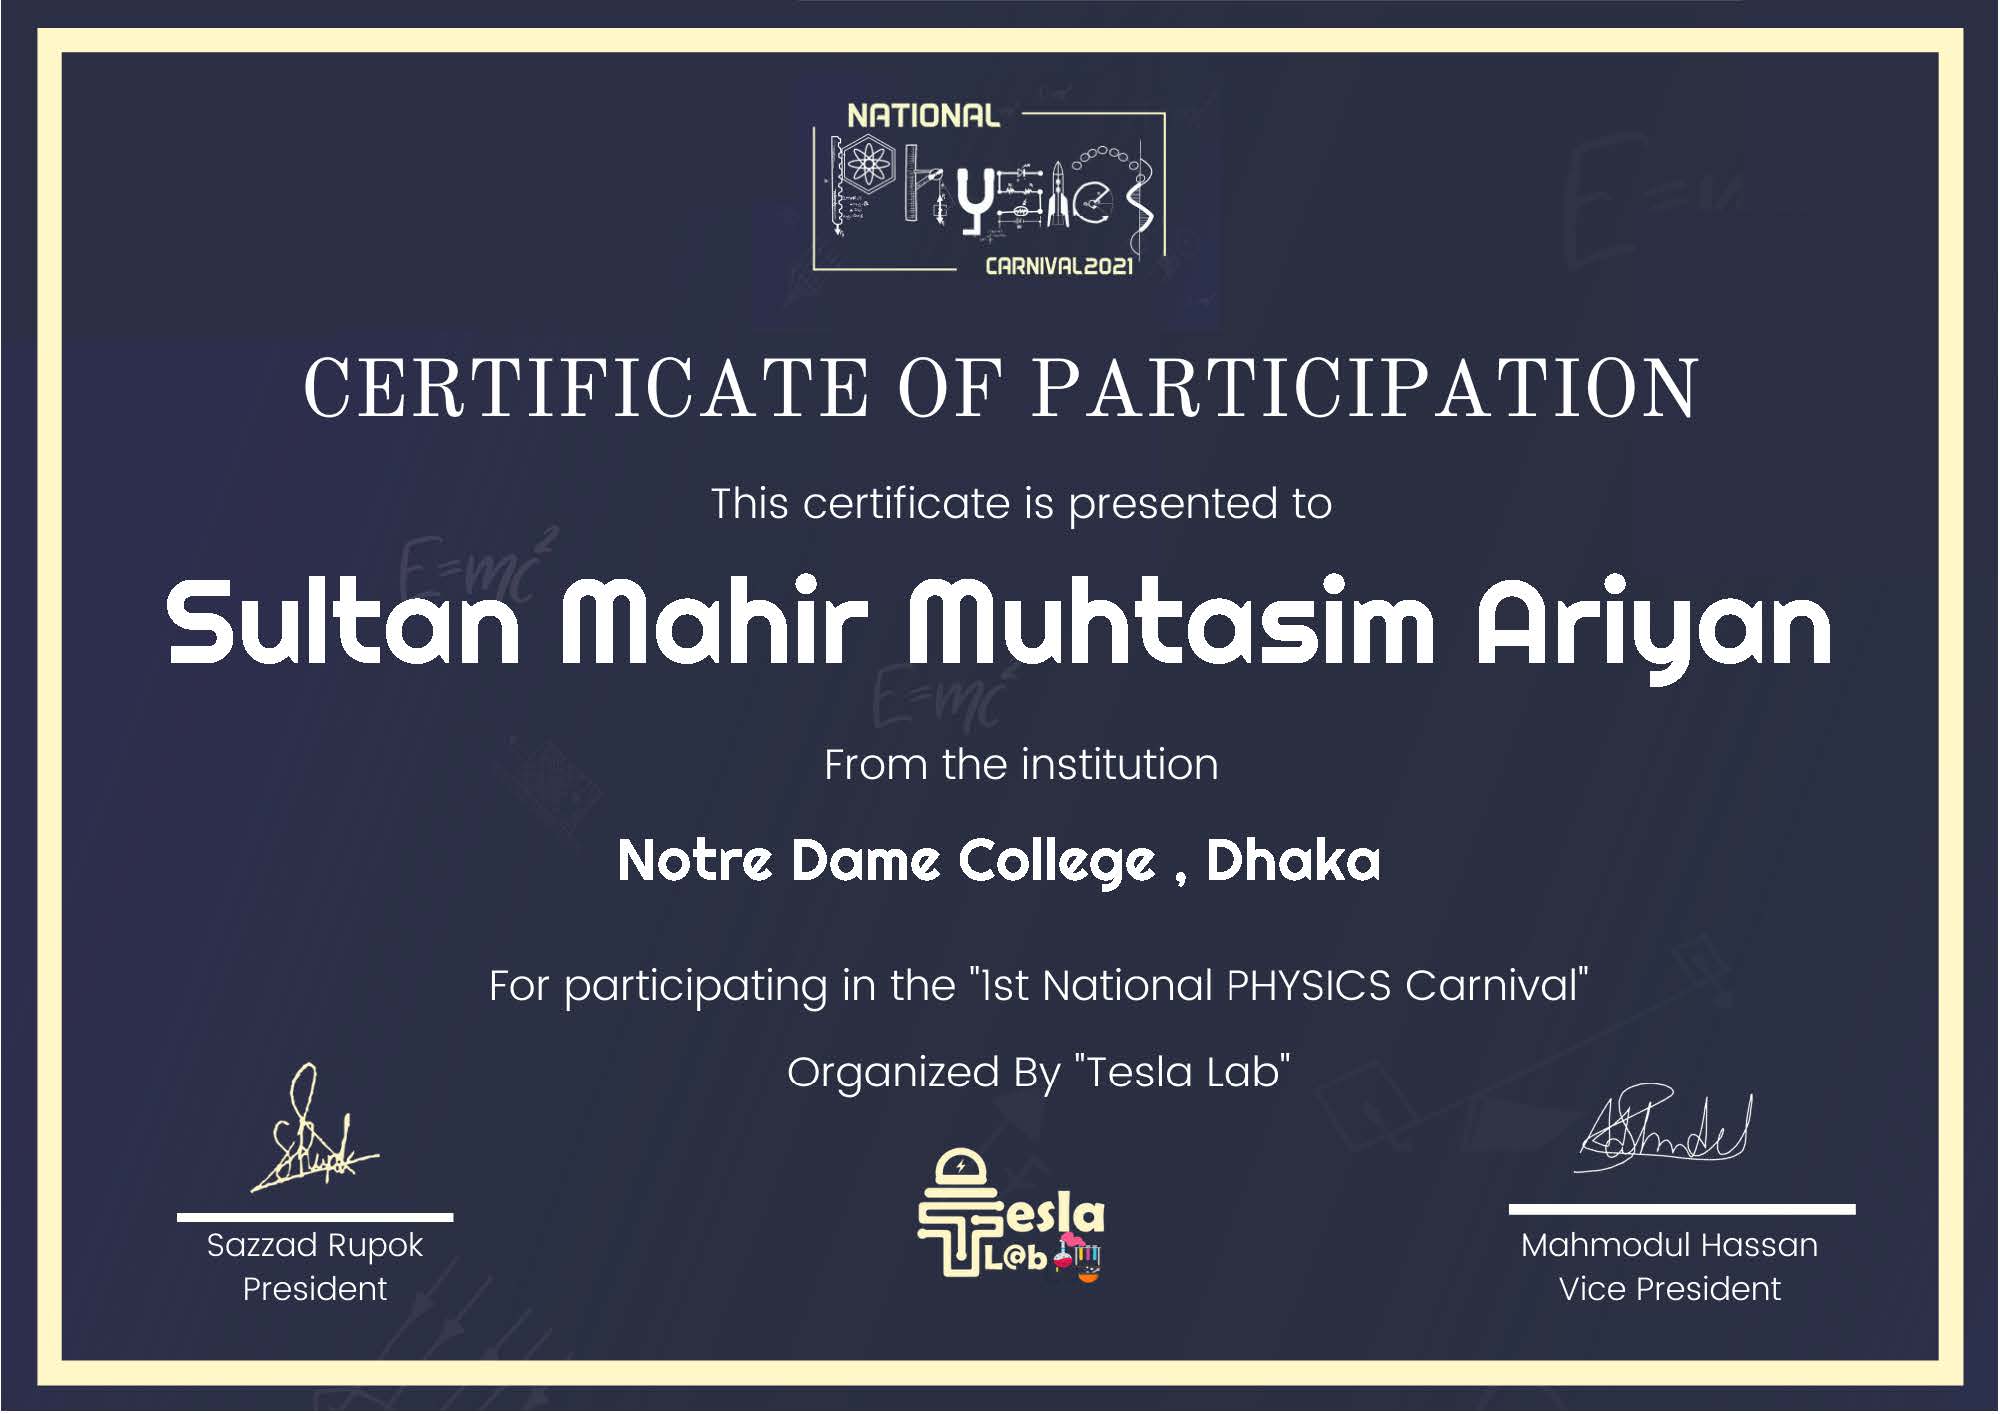 NATIONAL
PHYSICS
CARNIVAL2021
CERTIFICATE OF PARTICIPATION
This certificate is presented to
E=mc²
Sultan Mahir Muhtasim Ariyan
E=mc²
From the institution
Notre Dame College , Dhaka
For participating in the "1st National PHYSICS Carnival"
Organized By "Tesla Lab"
Tesla
L@b
Sazzad Rupok
President
Mahmodul Hassan
Vice President